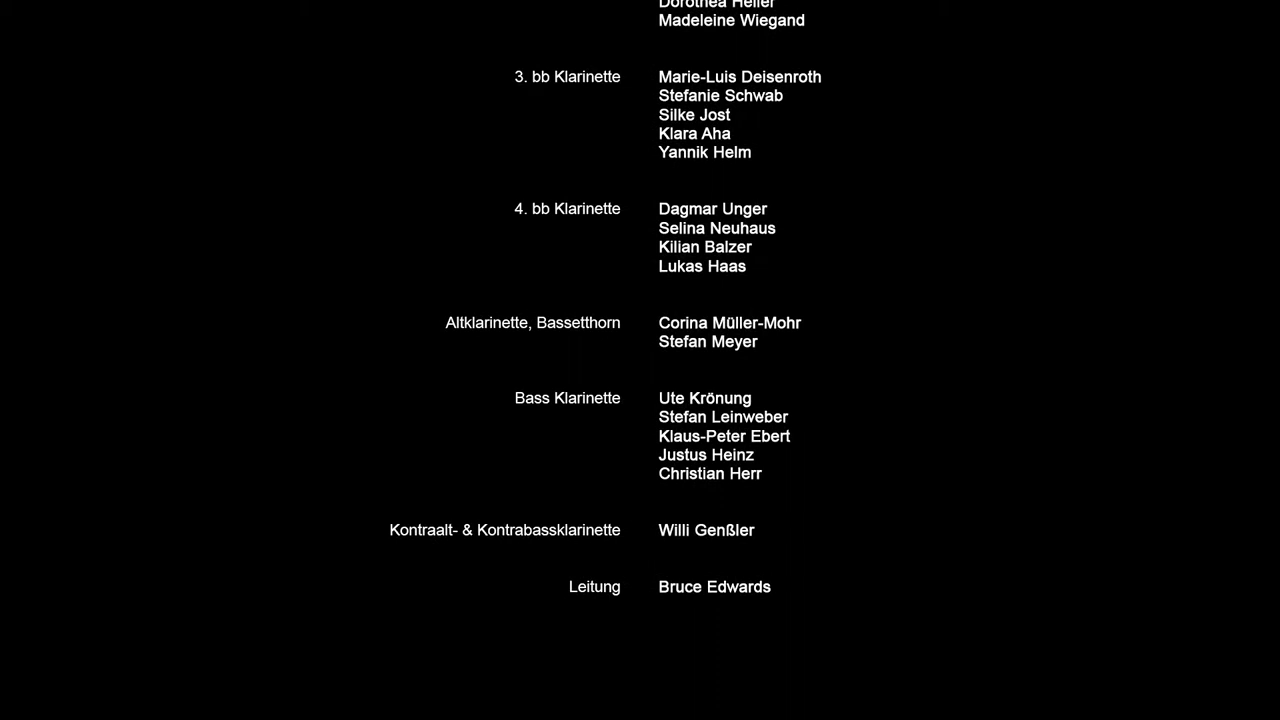 Dorothea Heller
Madeleine Wiegand
3. bb Klarinette Marie-Luis Deisenroth
Stefanie Schwab
Silke Jost
Klara Aha
Yannik Helm
4. bb Klarinette Dagmar Unger
Selina Neuhaus
Kilian Balzer
Lukas Haas
Altklarinette, Bassetthorn Corina Müller-Mohr
Stefan Meyer
Bass Klarinette Ute Krönung
Stefan Leinweber
Klaus-Peter Ebert
Justus Heinz
Christian Herr
Kontraalt- & Kontrabassklarinette Willi Genßler
Leitung Bruce Edwards